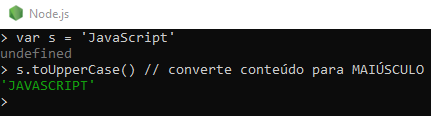 Node.js
> var s = 'JavaScript'
undefined
> s.toUpperCase() // converte conteúdo para MAIÚSCULO
'JAVASCRIPT'
>